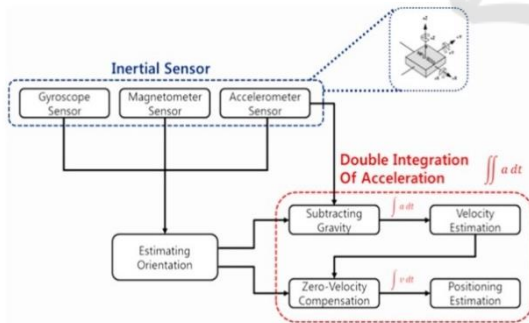 Inertial Sensor
Gyroscope
Sensor
Magnetometer
Sensor
Accelerometer
Sensor
Double Integration
Of Acceleration
∬ a dt
Subtracting
Gravity
∫ a dt
Velocity
Estimation
Estimating
Orientation
Zero-Velocity
Compensation
∫ v dt
Positioning
Estimation